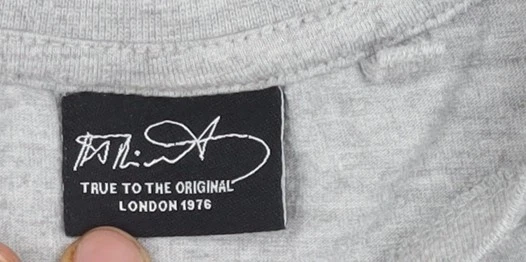 TRUE TO THE ORIGINAL
LONDON 1976